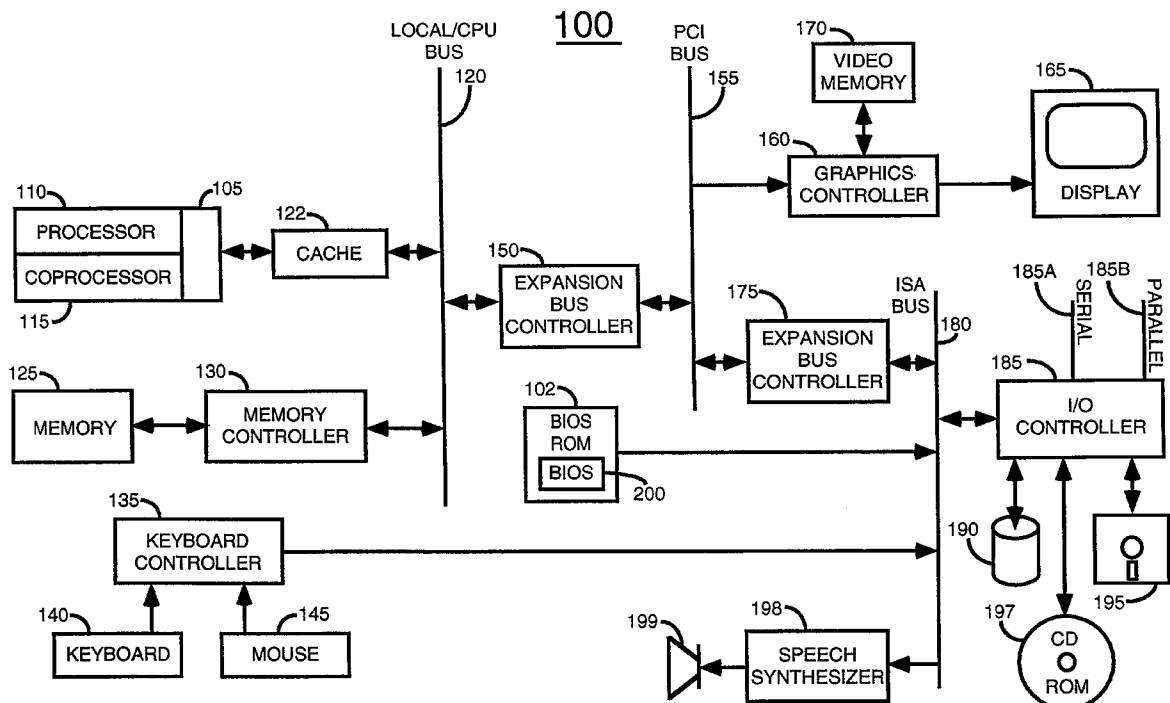 100
LOCAL/CPU
BUS
120
PCI
BUS
155
170
VIDEO
MEMORY
165
DISPLAY
160
GRAPHICS
CONTROLLER
110
105
PROCESSOR
COPROCESSOR
115
122
CACHE
150
EXPANSION
BUS
CONTROLLER
175
EXPANSION
BUS
CONTROLLER
ISA
BUS
180
185A
SERIAL
185B
PARALLEL
185
I/O
CONTROLLER
125
MEMORY
130
MEMORY
CONTROLLER
102
BIOS
ROM
BIOS
200
135
KEYBOARD
CONTROLLER
140
KEYBOARD
145
MOUSE
190
195
197
CD
ROM
199
198
SPEECH
SYNTHESIZER